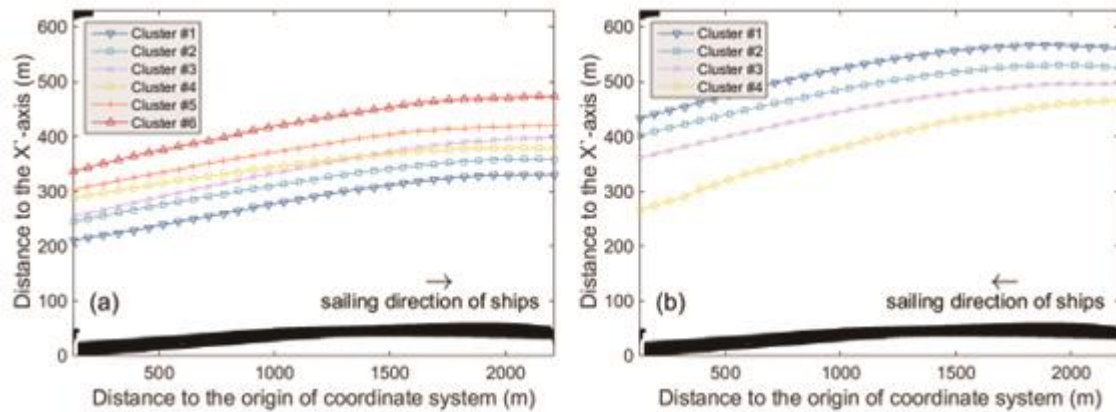 600
500
400
300
200
100
0
Distance to the X`-axis (m)
Cluster #1
Cluster #2
Cluster #3
Cluster #4
Cluster #5
Cluster #6
(a)
→
sailing direction of ships
500
1000
1500
2000
Distance to the origin of coordinate system (m)
600
500
400
300
200
100
0
Distance to the X`-axis (m)
Cluster #1
Cluster #2
Cluster #3
Cluster #4
(b)
←
sailing direction of ships
500
1000
1500
2000
Distance to the origin of coordinate system (m)